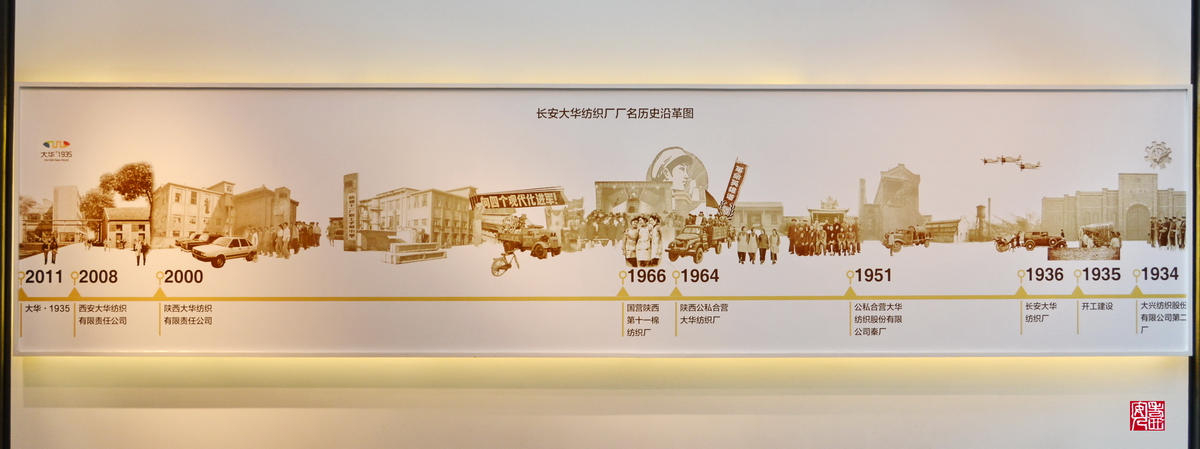 长安大华纺织厂厂名历史沿革图
大华·1935
向四个现代化进军!
2011
大华·1935
2008
西安大华纺织
有限责任公司
2000
陕西大华纺织
有限责任公司
1966
国营陕西
第十一棉
纺织厂
1964
陕西公私合营
大华纺织厂
1951
公私合营大华
纺织股份有限
公司秦厂
1936
长安大华
纺织厂
1935
开工建设
1934
大兴纺织股份
有限公司第二
厂